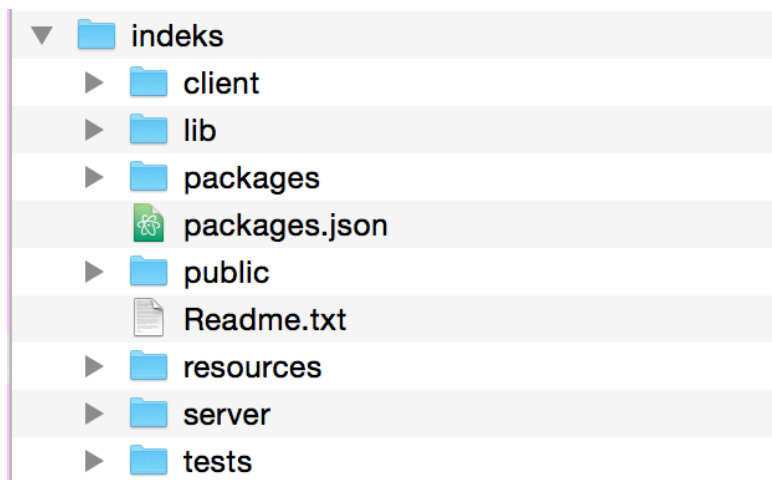 indeks
client
lib
packages
packages.json
public
Readme.txt
resources
server
tests